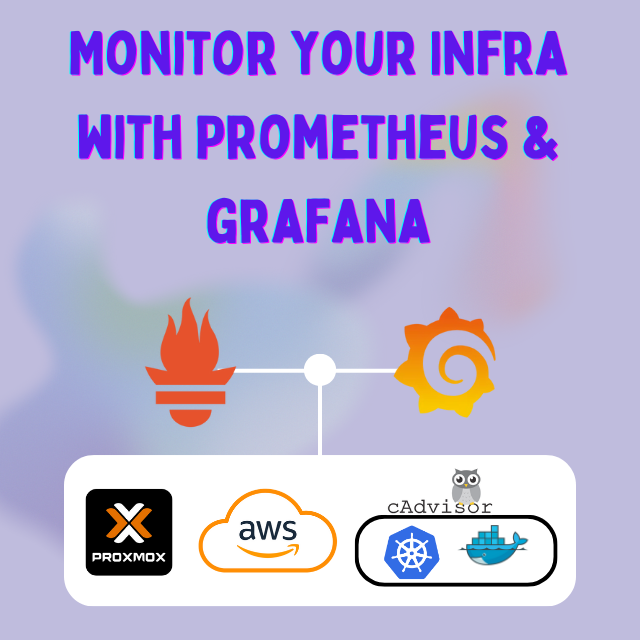 MONITOR YOUR INFRA
WITH PROMETHEUS &
GRAFANA
PROXMOX
aws
cAdvisor